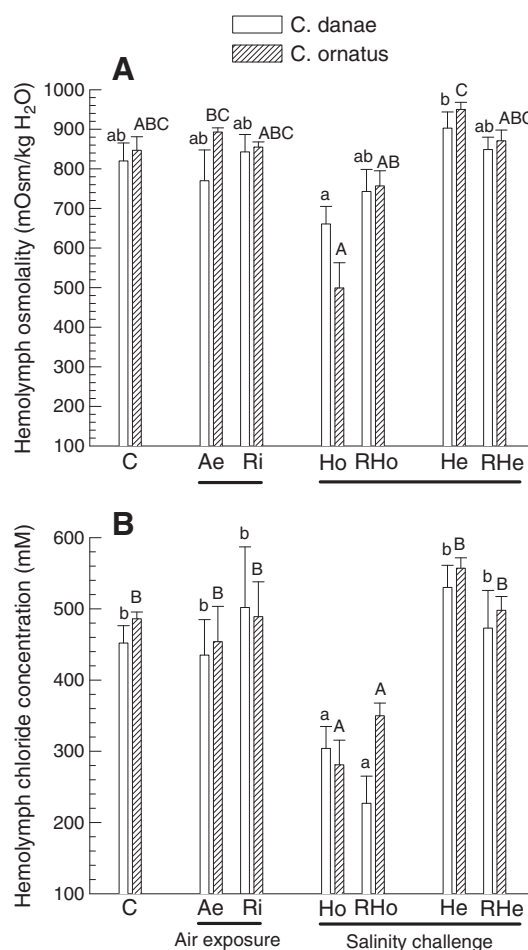 C. danae
C. ornatus
A
Hemolymph osmolality (mOsm/kg H₂O)
1000
900
800
700
600
500
400
300
200
100
ab ABC
ab BC
ab ABC
a A
ab AB
b C
ab ABC
C Ae Ri Ho RHo He RHe
B
Hemolymph chloride concentration (mM)
600
500
400
300
200
100
b B
b B
b B
a A
a A
b B
b B
C Ae Ri Ho RHo He RHe
Air exposure Salinity challenge